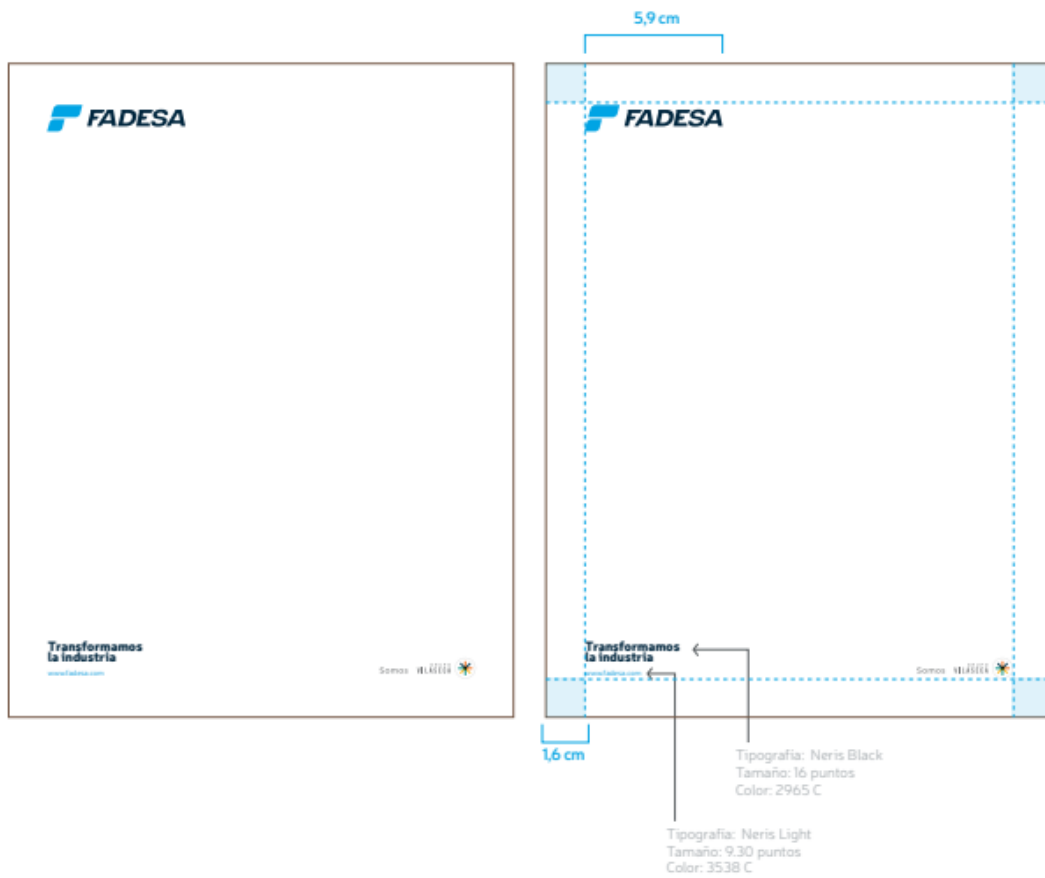 5,9 cm
FADESA
FADESA
Transformamos
la industria
www.fadesa.com
Somos
Transformamos
la industria
www.fadesa.com
Somos
1,6 cm
Tipografía: Neris Black
Tamaño: 16 puntos
Color: 2965 C
Tipografía: Neris Light
Tamaño: 9.30 puntos
Color: 3538 C